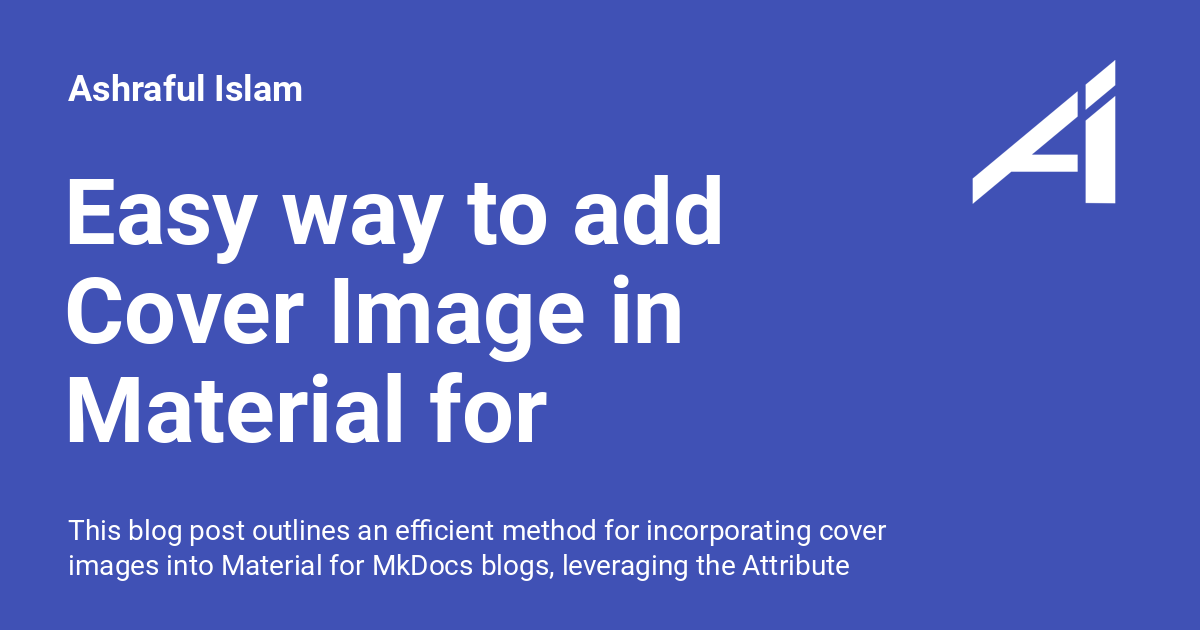 Ashraful Islam
Easy way to add
Cover Image in
Material for
This blog post outlines an efficient method for incorporating cover
images into Material for MkDocs blogs, leveraging the Attribute